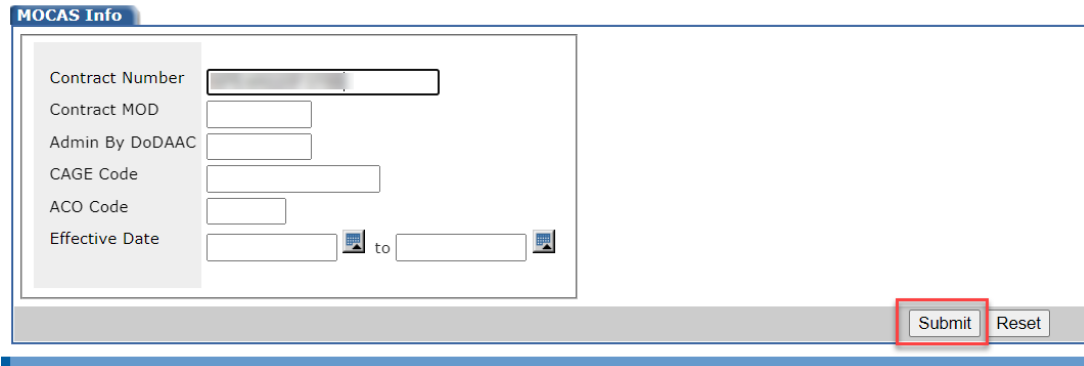 MOCAS Info
Contract Number
Contract MOD
Admin By DoDAAC
CAGE Code
ACO Code
Effective Date to
Submit Reset